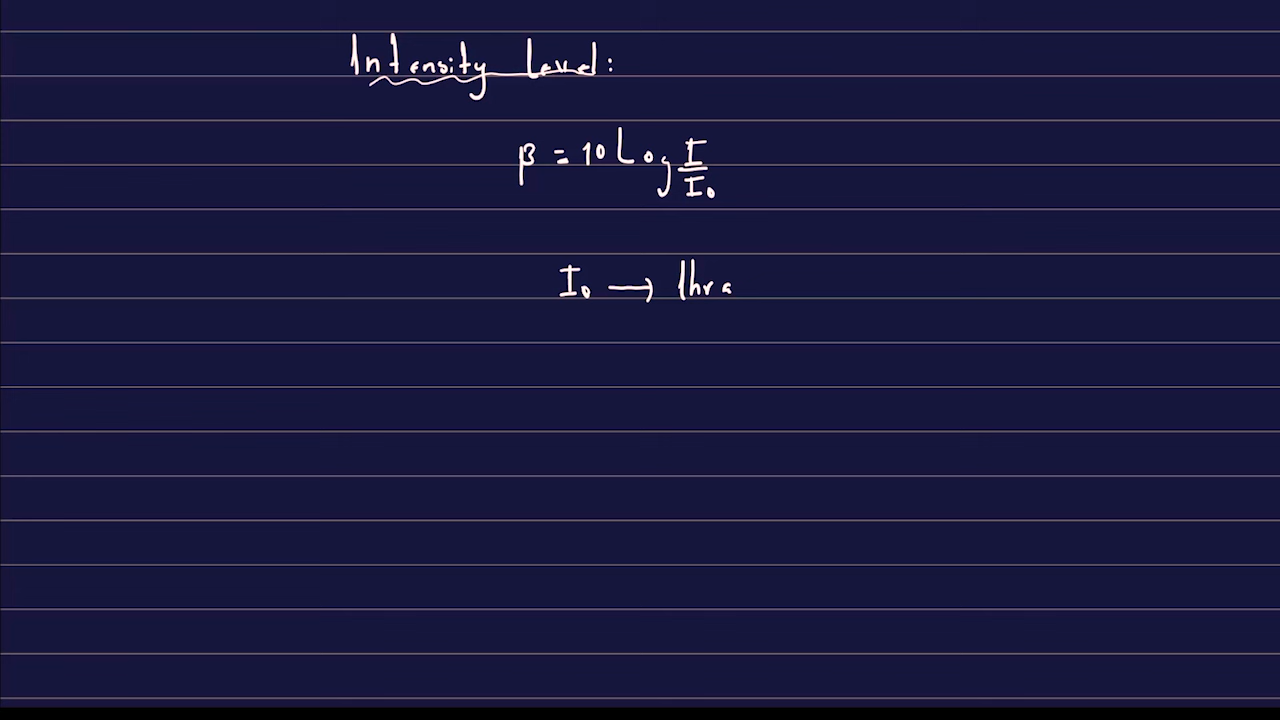 Intensity Level:
β = 10 Log I/I₀
I₀ → Thre